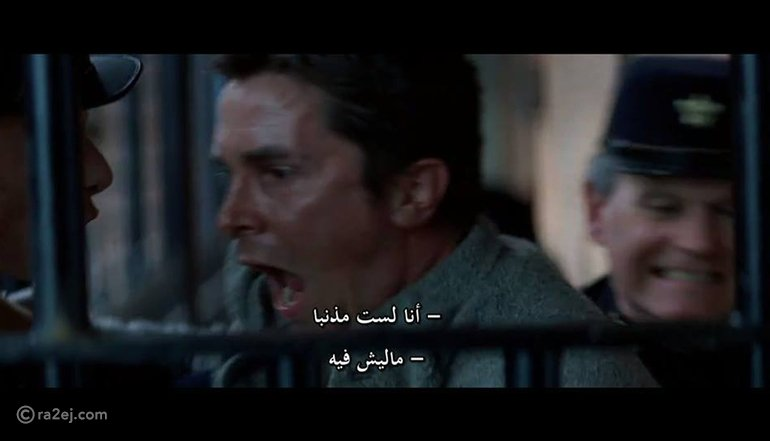 – أنا لست مذنبا
– ماليش فيه
© ra2ej.com